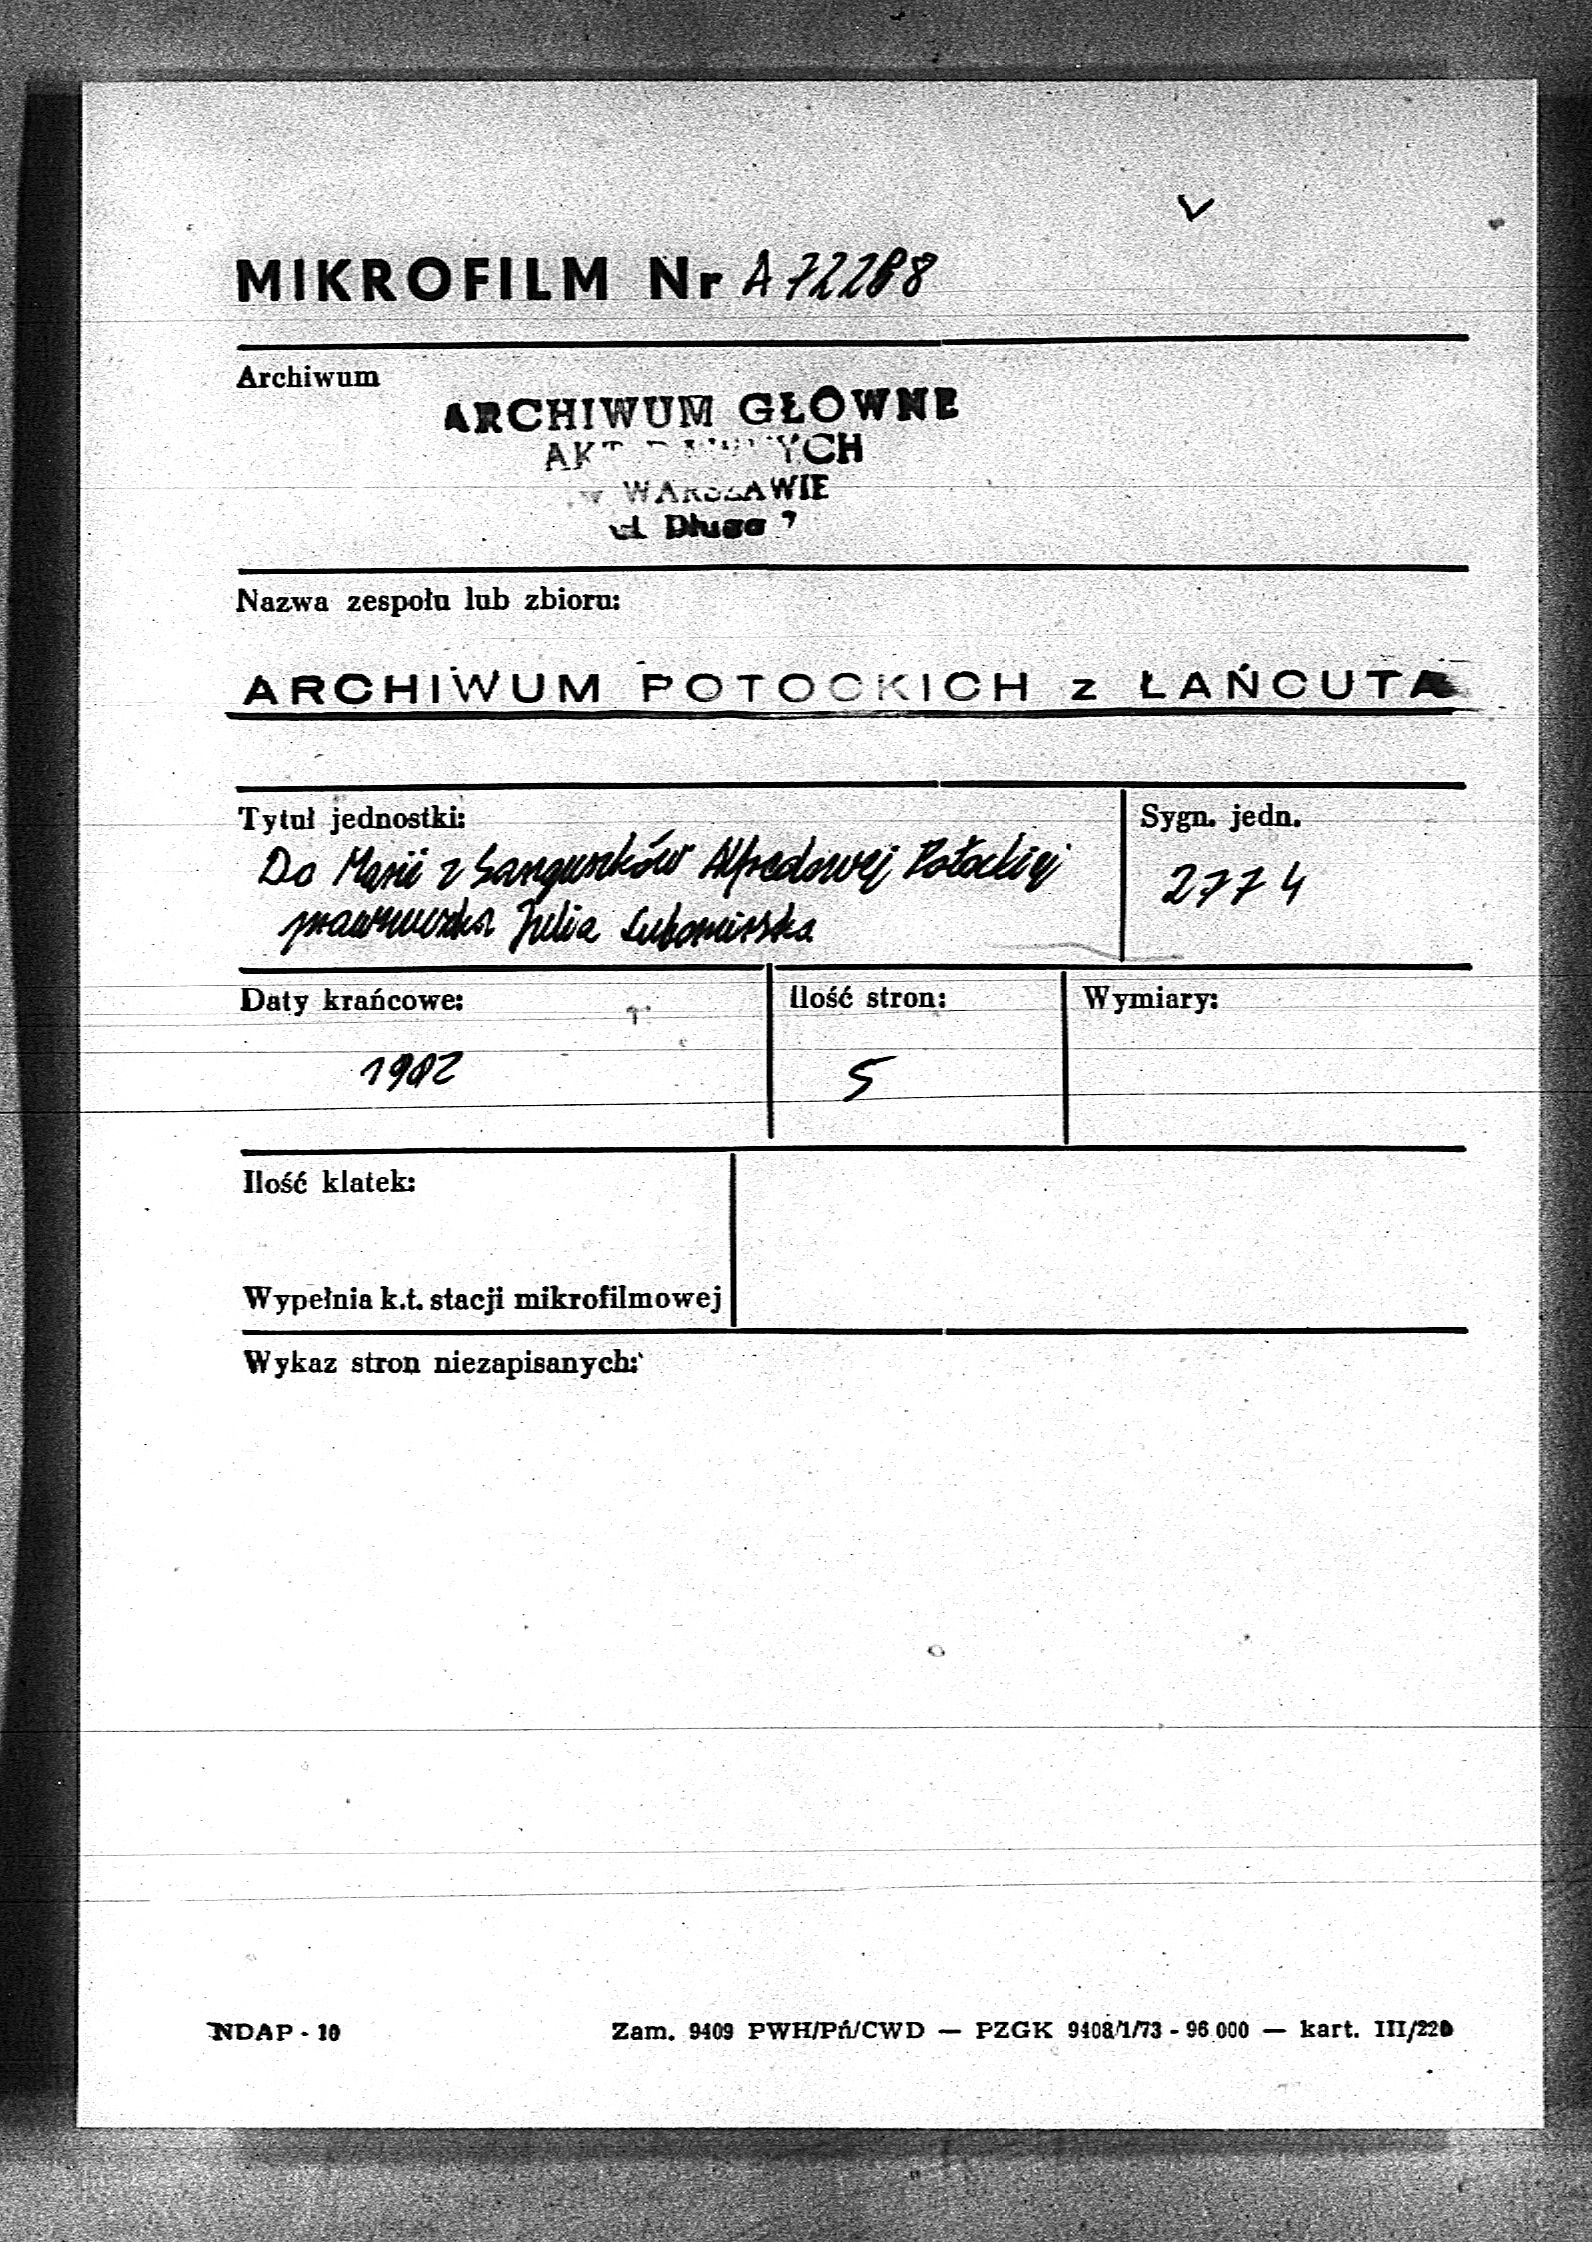 MIKROFILM Nr A 72288
Archiwum
ARCHIWUM GŁÓWNE
AKT YCH
w WARSZAWIE
ul. Długa 7
Nazwa zespołu lub zbioru:
ARCHIWUM POTOCKICH z ŁAŃCUTA
Tytuł jednostki:
Sygn. jedn.
Do Marii z Sanguszków Alfredowej Potockiej
prawnuczka Julia Lubomirska
2774
Daty krańcowe:
Ilość stron:
Wymiary:
1902
5
Ilość klatek:
Wypełnia k.t. stacji mikrofilmowej
Wykaz stron niezapisanych:
NDAP - 10
Zam. 9409 PWH/Pń/CWD — PZGK 9408/1/73 - 96 000 — kart. III/220